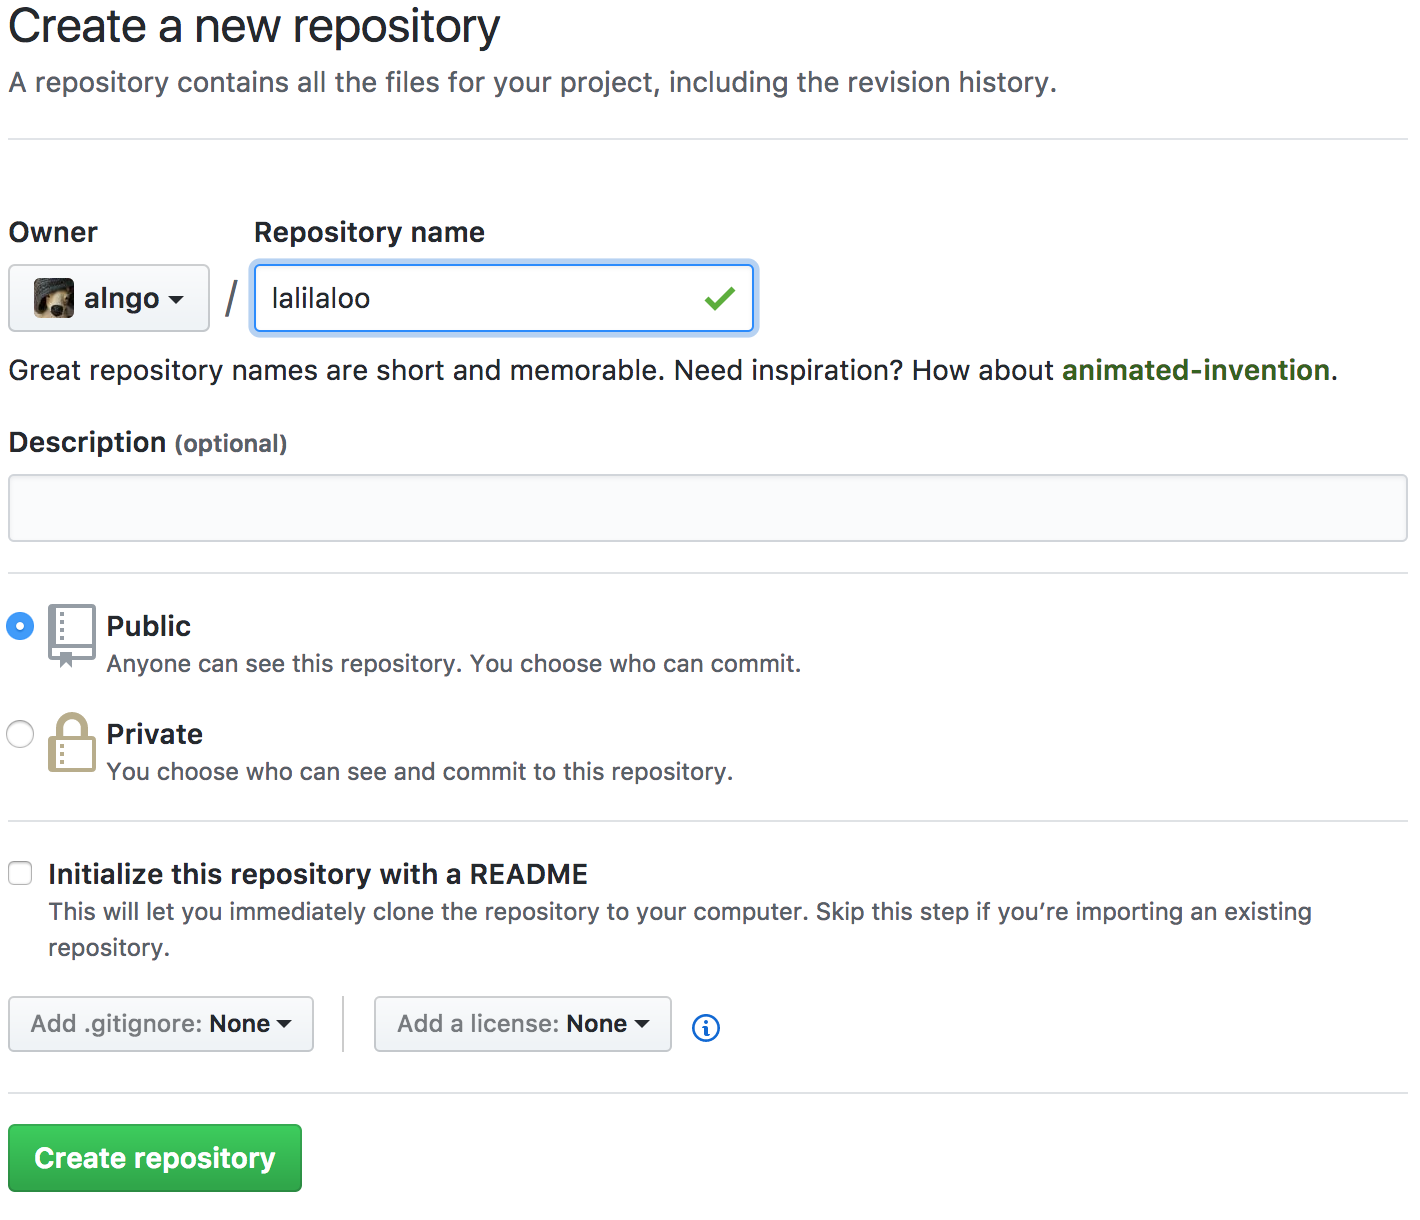 Create a new repository
A repository contains all the files for your project, including the revision history.
Owner
Repository name
alngo
/
lalilaloo
Great repository names are short and memorable. Need inspiration? How about animated-invention.
Description (optional)
Public
Anyone can see this repository. You choose who can commit.
Private
You choose who can see and commit to this repository.
Initialize this repository with a README
This will let you immediately clone the repository to your computer. Skip this step if you’re importing an existing
repository.
Add .gitignore: None
Add a license: None
Create repository